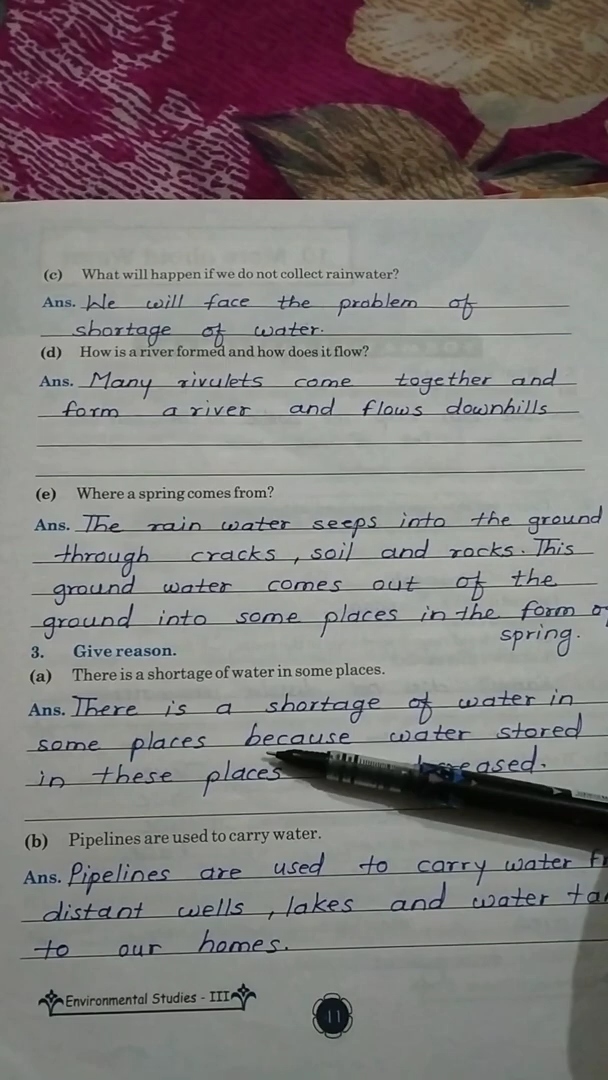 (c) What will happen if we do not collect rainwater?
Ans. We will face the problem of
shortage of water.
(d) How is a river formed and how does it flow?
Ans. Many rivulets come together and
form a river and flows downhills
(e) Where a spring comes from?
Ans. The rain water seeps into the ground
through cracks, soil and rocks. This
ground water comes out of the
ground into some places in the form
spring.
3. Give reason.
(a) There is a shortage of water in some places.
Ans. There is a shortage of water in
some places because water stored
in these places
(b) Pipelines are used to carry water.
Ans. Pipelines are used to carry water
distant wells, lakes and water
to our homes.
Environmental Studies - III
11